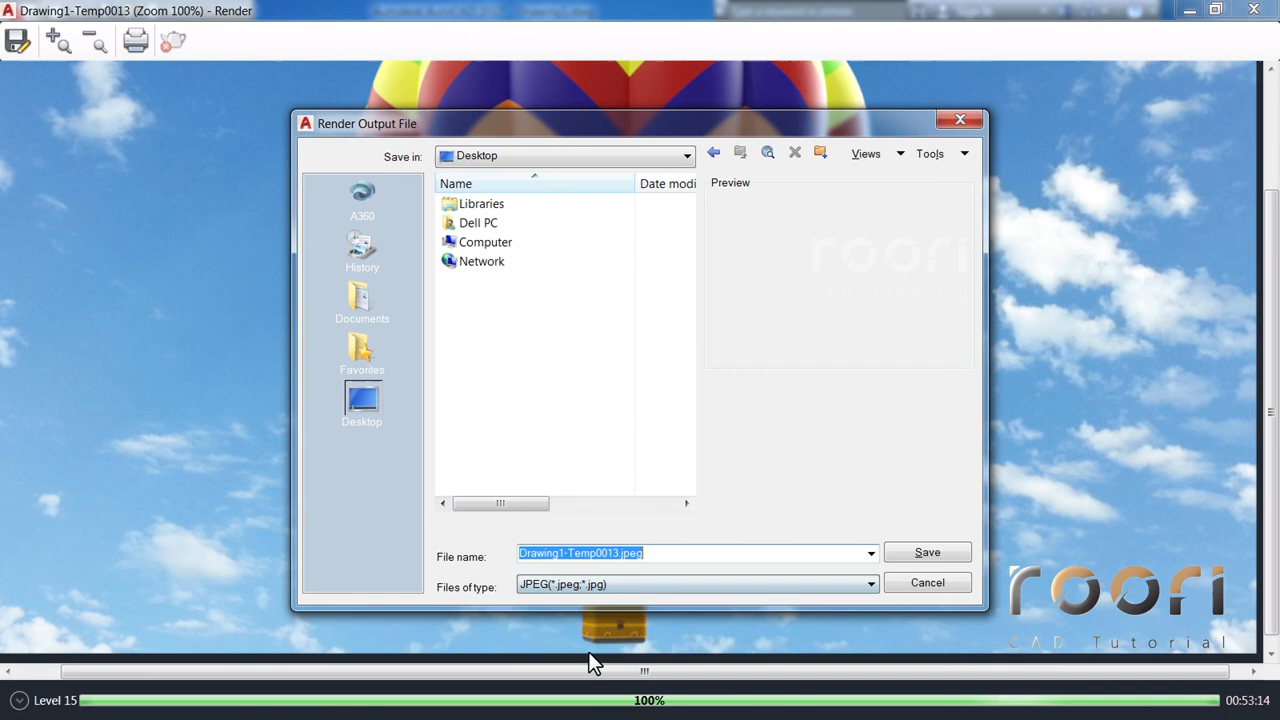 Drawing1-Temp0013 (Zoom 100%) - Render
Render Output File
Save in:
Desktop
Views
Tools
Name
Date modi
Preview
A360
Libraries
Dell PC
Computer
Network
History
Documents
Favorites
Desktop
roofi
File name:
Drawing1-Temp0013.jpeg
Save
Files of type:
JPEG(*.jpeg;*.jpg)
Cancel
roofi
CAD Tutorial
Level 15
100%
00:53:14